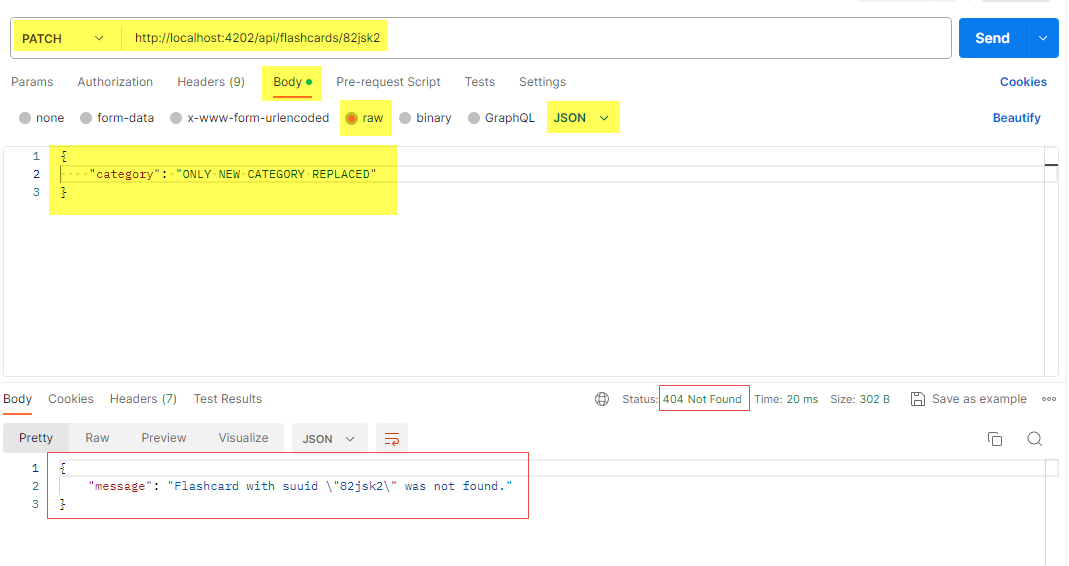 PATCH http://localhost:4202/api/flashcards/82jsk2 Send
Params Authorization Headers (9) Body Pre-request Script Tests Settings Cookies
none form-data x-www-form-urlencoded raw binary GraphQL JSON Beautify
1 {
2 "category": "ONLY NEW CATEGORY REPLACED"
3 }
Body Cookies Headers (7) Test Results Status: 404 Not Found Time: 20 ms Size: 302 B Save as example
Pretty Raw Preview Visualize JSON
1 {
2 "message": "Flashcard with suuid \"82jsk2\" was not found."
3 }